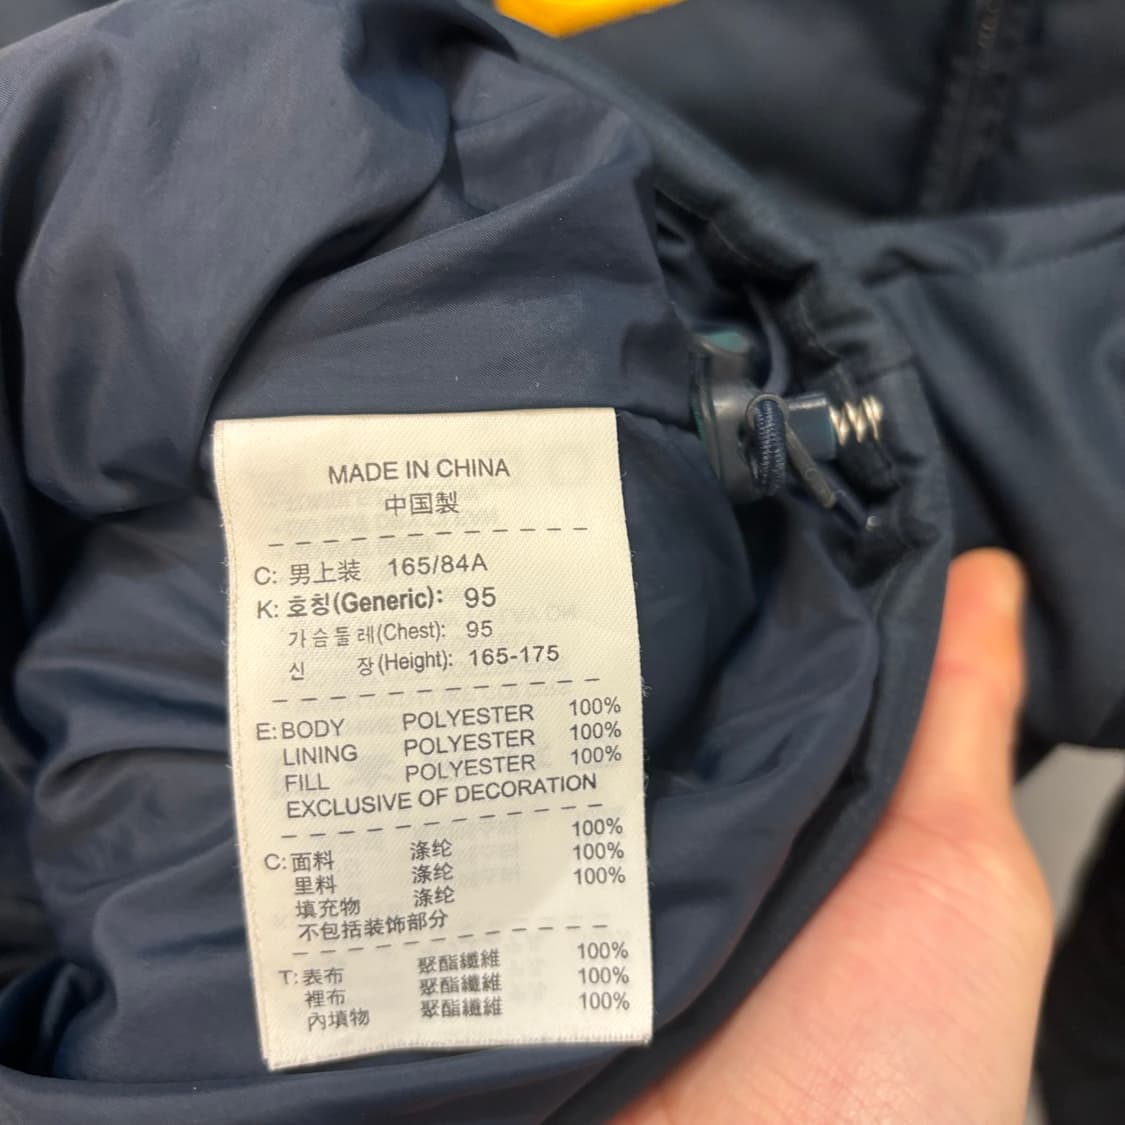 MADE IN CHINA
中国製
C: 男上装 165/84A
K: 호칭(Generic): 95
가슴둘레(Chest): 95
신 장(Height): 165-175
E: BODY POLYESTER 100%
LINING POLYESTER 100%
FILL POLYESTER 100%
EXCLUSIVE OF DECORATION
C: 面料 涤纶 100%
里料 涤纶 100%
填充物 涤纶 100%
不包括装饰部分
T: 表布 聚酯纖維 100%
裡布 聚酯纖維 100%
內填物 聚酯纖維 100%